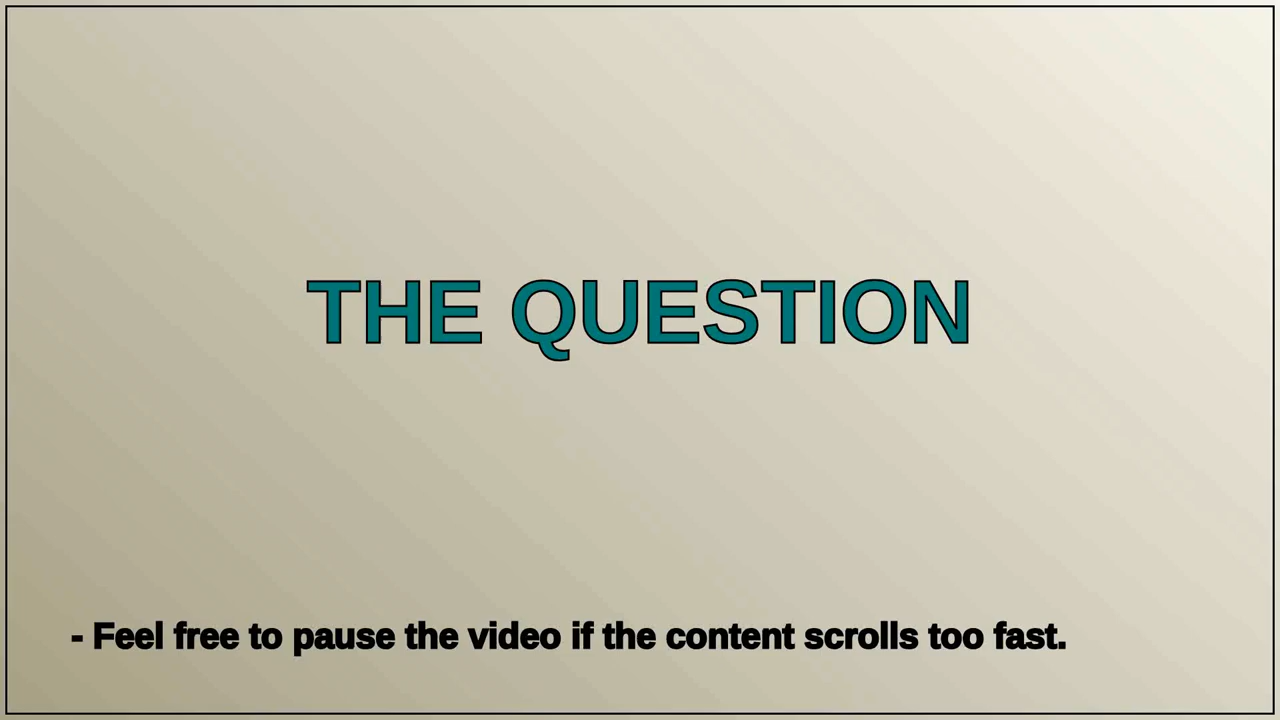 THE QUESTION
- Feel free to pause the video if the content scrolls too fast.